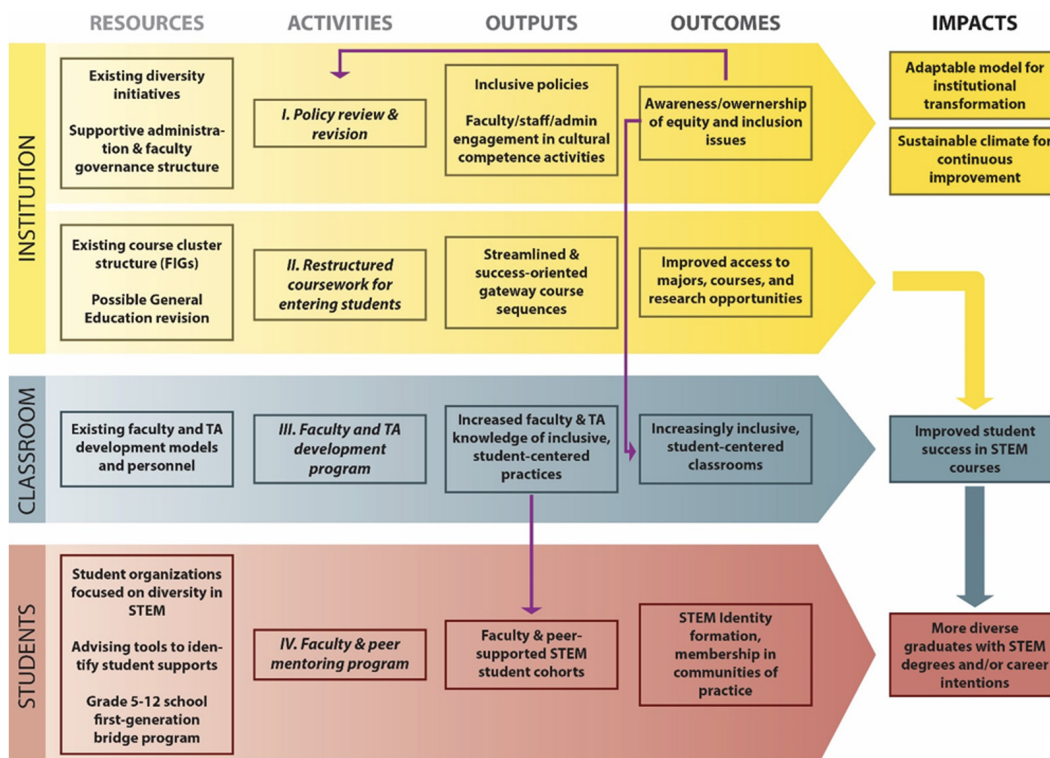 RESOURCES
ACTIVITIES
OUTPUTS
OUTCOMES
IMPACTS
INSTITUTION
Existing diversity
initiatives
Supportive administra-
tion & faculty
governance structure
I. Policy review &
revision
Inclusive policies
Faculty/staff/admin
engagement in cultural
competence activities
Awareness/owernership
of equity and inclusion
issues
Adaptable model for
institutional
transformation
Sustainable climate for
continuous
improvement
Existing course cluster
structure (FIGs)
Possible General
Education revision
II. Restructured
coursework for
entering students
Streamlined &
success-oriented
gateway course
sequences
Improved access to
majors, courses, and
research opportunities
CLASSROOM
Existing faculty and TA
development models
and personnel
III. Faculty and TA
development
program
Increased faculty & TA
knowledge of inclusive,
student-centered
practices
Increasingly inclusive,
student-centered
classrooms
Improved student
success in STEM
courses
STUDENTS
Student organizations
focused on diversity in
STEM
Advising tools to iden-
tify student supports
Grade 5-12 school
first-generation
bridge program
IV. Faculty & peer
mentoring program
Faculty & peer-
supported STEM
student cohorts
STEM Identity
formation,
membership in
communities of
practice
More diverse
graduates with STEM
degrees and/or career
intentions